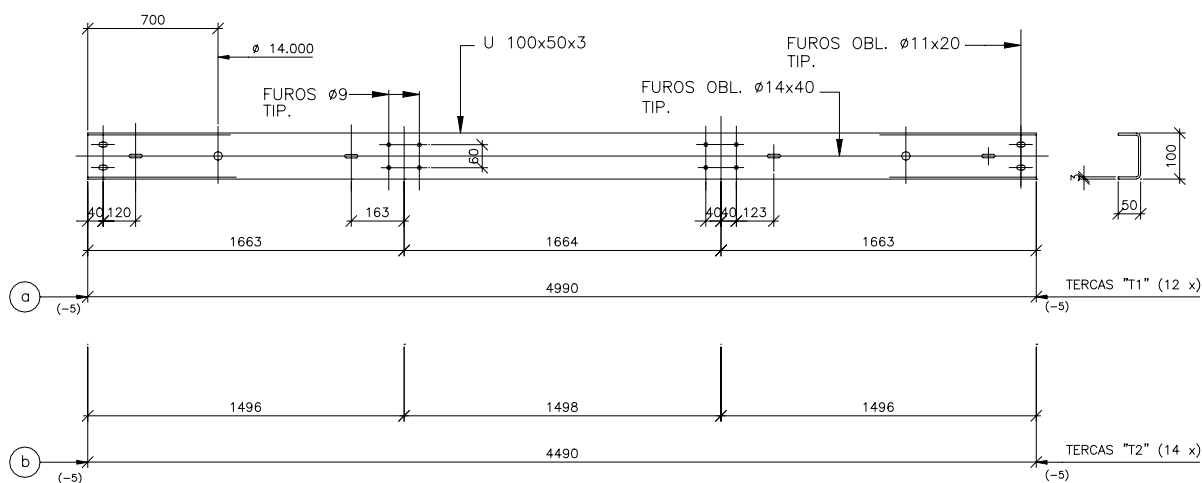 700
ø 14.000
U 100x50x3
FUROS OBL. ø11x20
TIP.
FUROS ø9
TIP.
FUROS OBL. ø14x40
TIP.
60
100
3
50
40
120
163
40
40
123
1663
1664
1663
a
4990
TERCAS "T1" (12 x)
(-5)
(-5)
1496
1498
1496
b
4490
TERCAS "T2" (14 x)
(-5)
(-5)